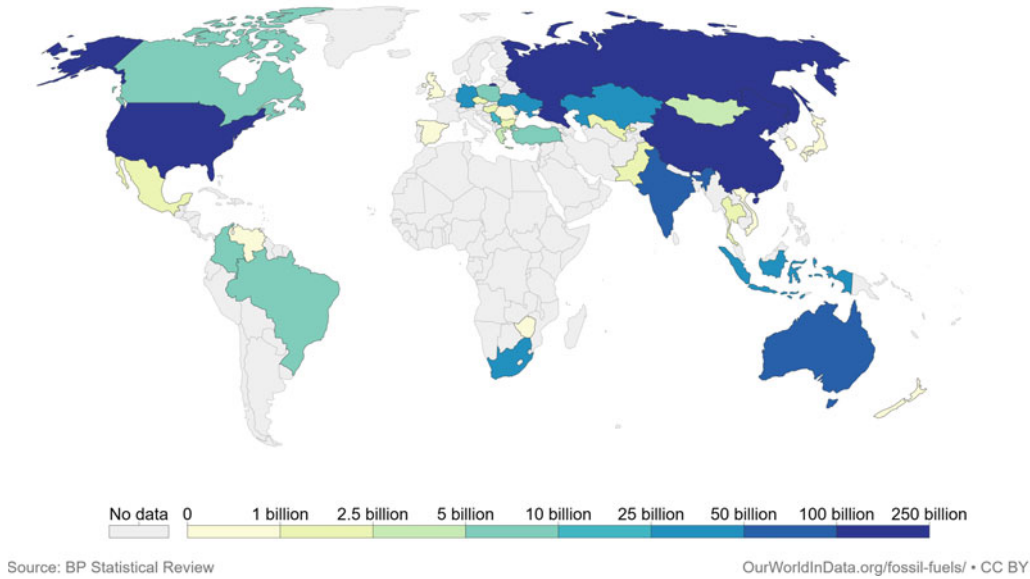 No data 0 1 billion 2.5 billion 5 billion 10 billion 25 billion 50 billion 100 billion 250 billion
Source: BP Statistical Review OurWorldInData.org/fossil-fuels/ • CC BY